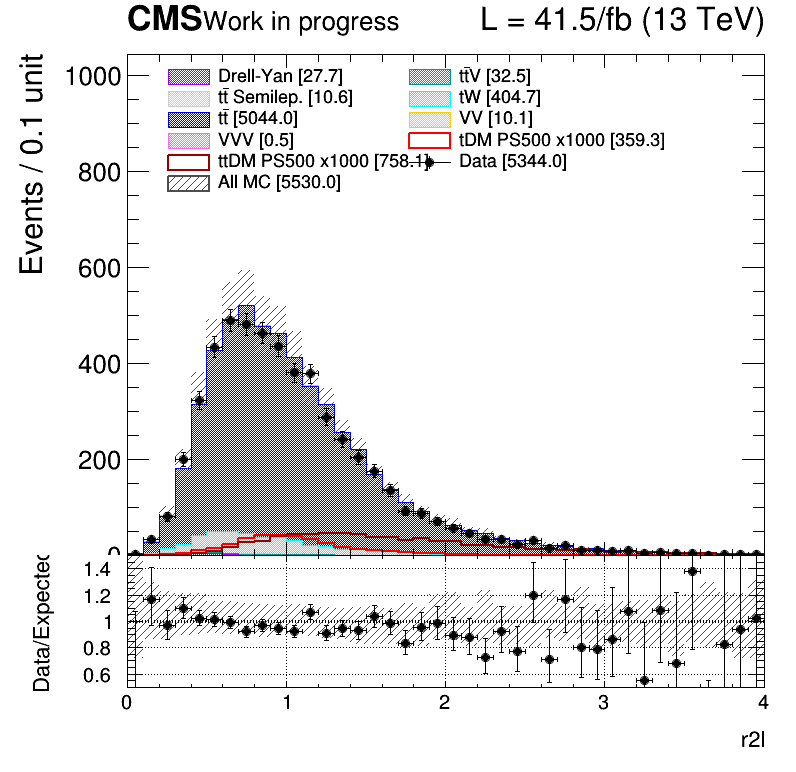 CMS Work in progress L = 41.5/fb (13 TeV)
Events / 0.1 unit
1000
800
600
400
200
0
Drell-Yan [27.7] tt̄V [32.5]
tt̄ Semilep. [10.6] tW [404.7]
tt̄ [5044.0] VV [10.1]
VVV [0.5] tDM PS500 x1000 [359.3]
ttDM PS500 x1000 [758.1] Data [5344.0]
All MC [5530.0]
Data/Expected
1.4
1.2
1
0.8
0.6
0 1 2 3 4
r2l